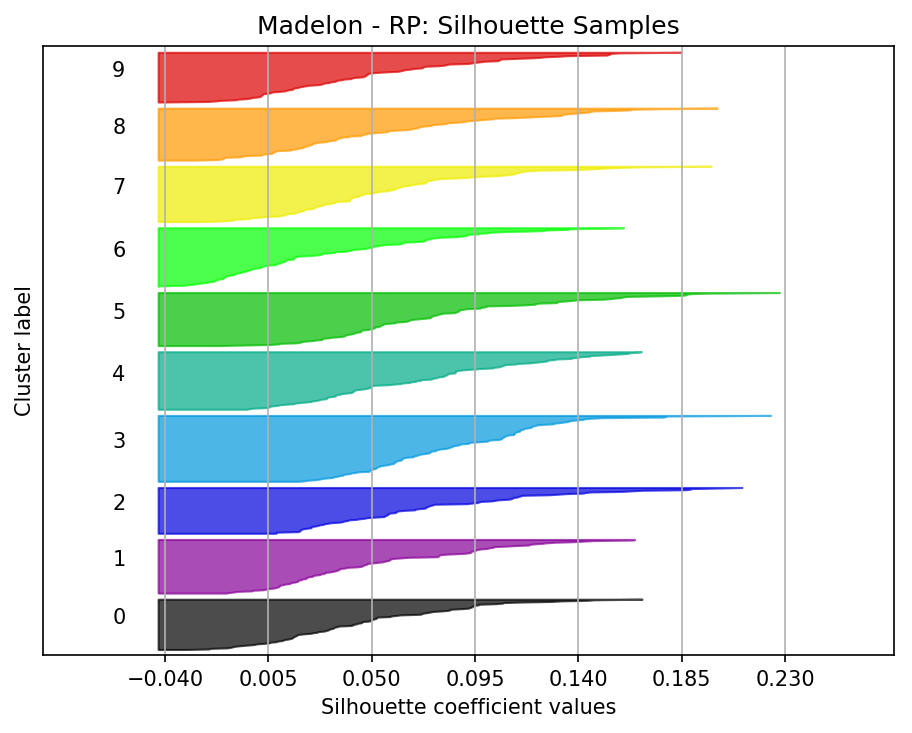 Madelon - RP: Silhouette Samples
9
8
7
6
5
4
3
2
1
0
Cluster label
−0.040 0.005 0.050 0.095 0.140 0.185 0.230
Silhouette coefficient values